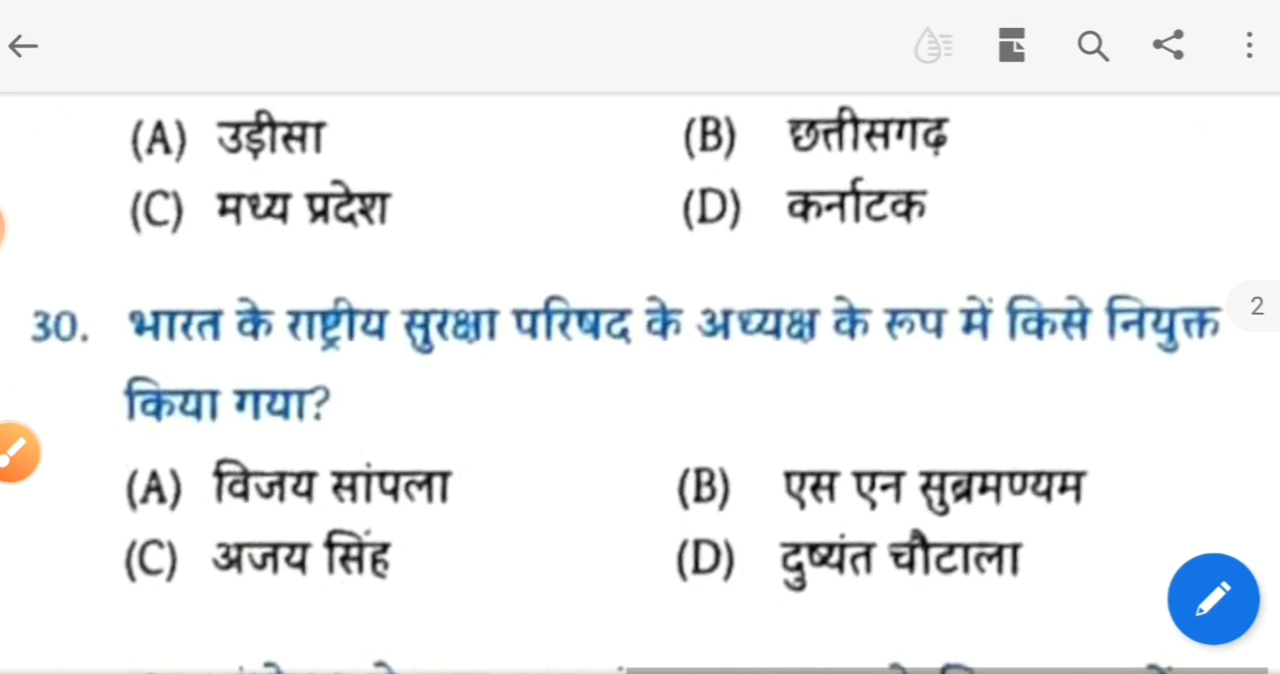 (A) उड़ीसा (B) छत्तीसगढ़
(C) मध्य प्रदेश (D) कर्नाटक
30. भारत के राष्ट्रीय सुरक्षा परिषद के अध्यक्ष के रूप में किसे नियुक्त
2
किया गया?
(A) विजय सांपला (B) एस एन सुब्रमण्यम
(C) अजय सिंह (D) दुष्यंत चौटाला